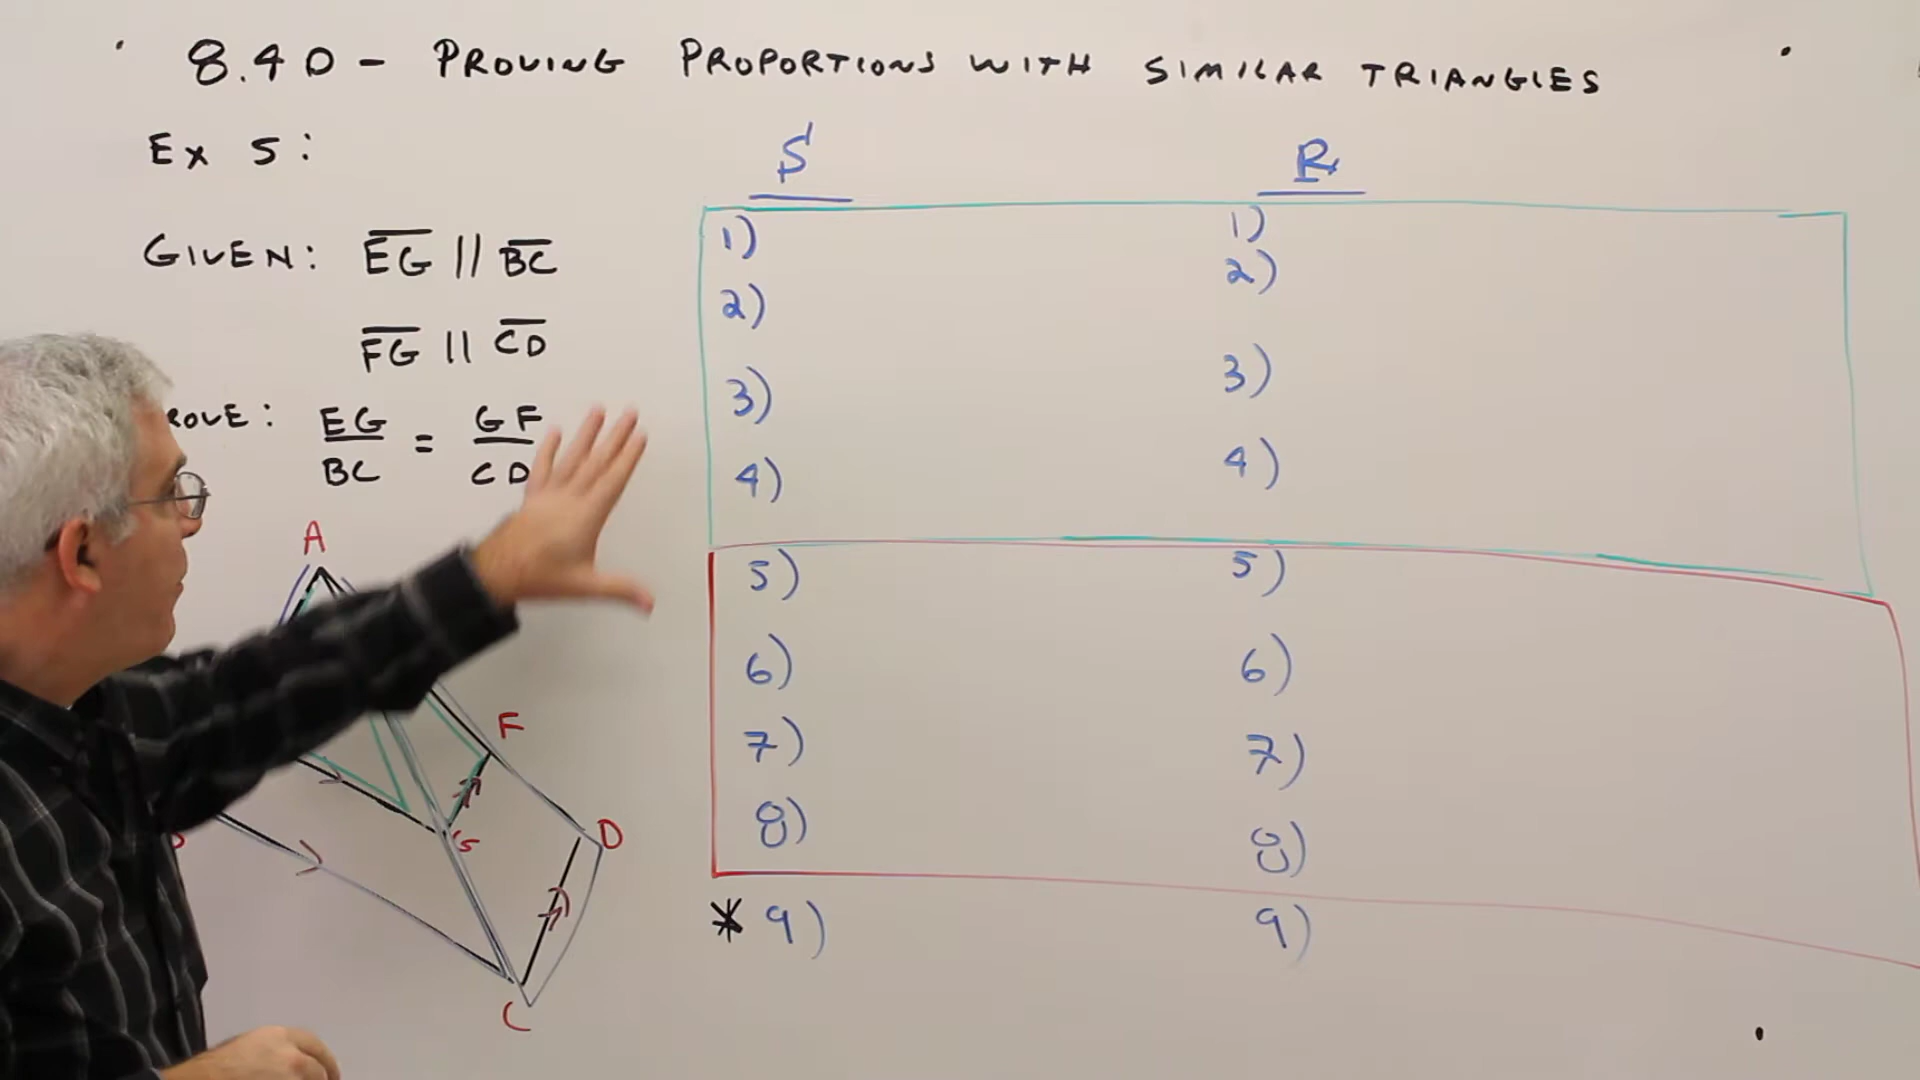 8.4D - PROVING PROPORTIONS WITH SIMILAR TRIANGLES
Ex 5:
GIVEN: EG || BC
FG || CD
ROVE: EG/BC = GF/CD
A
F
D
G
C
S R
1) 1)
2) 2)
3) 3)
4) 4)
5) 5)
6) 6)
7) 7)
8) 8)
* 9) 9)